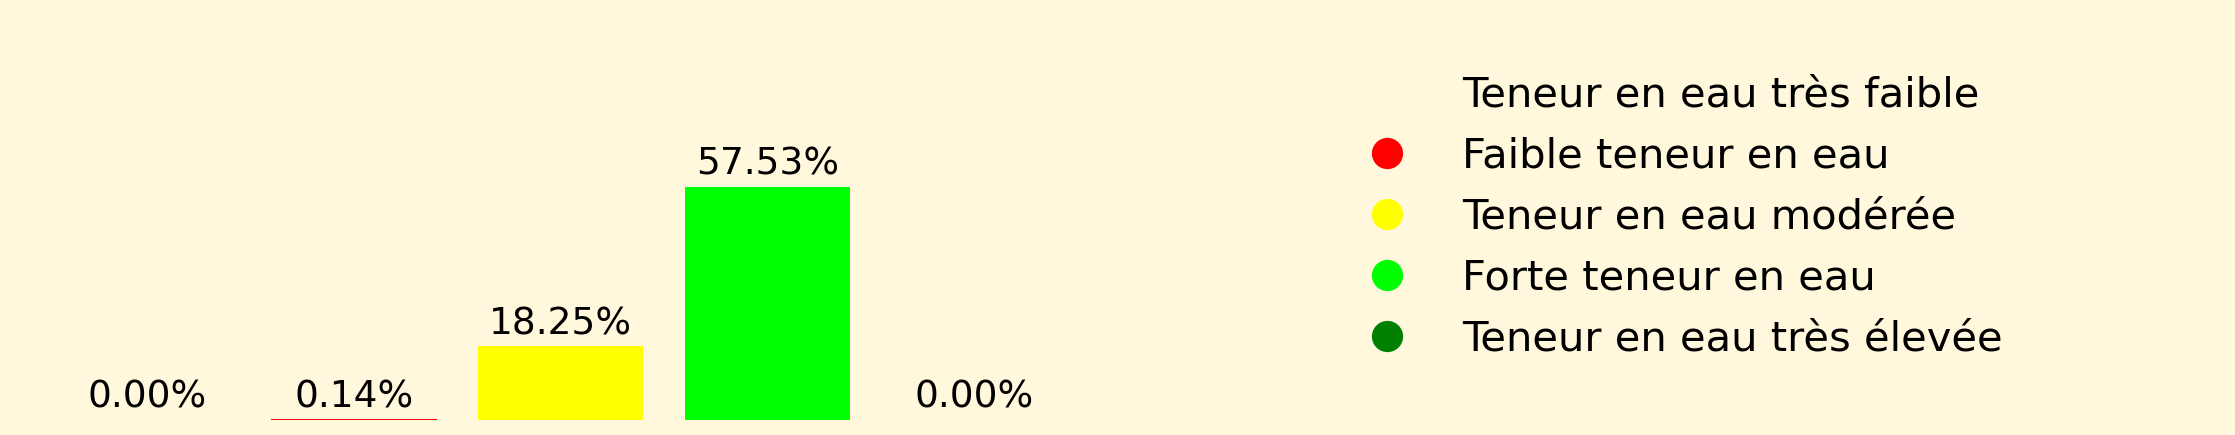 57.53%
18.25%
0.00%
0.14%
0.00%
Teneur en eau très faible
Faible teneur en eau
Teneur en eau modérée
Forte teneur en eau
Teneur en eau très élevée